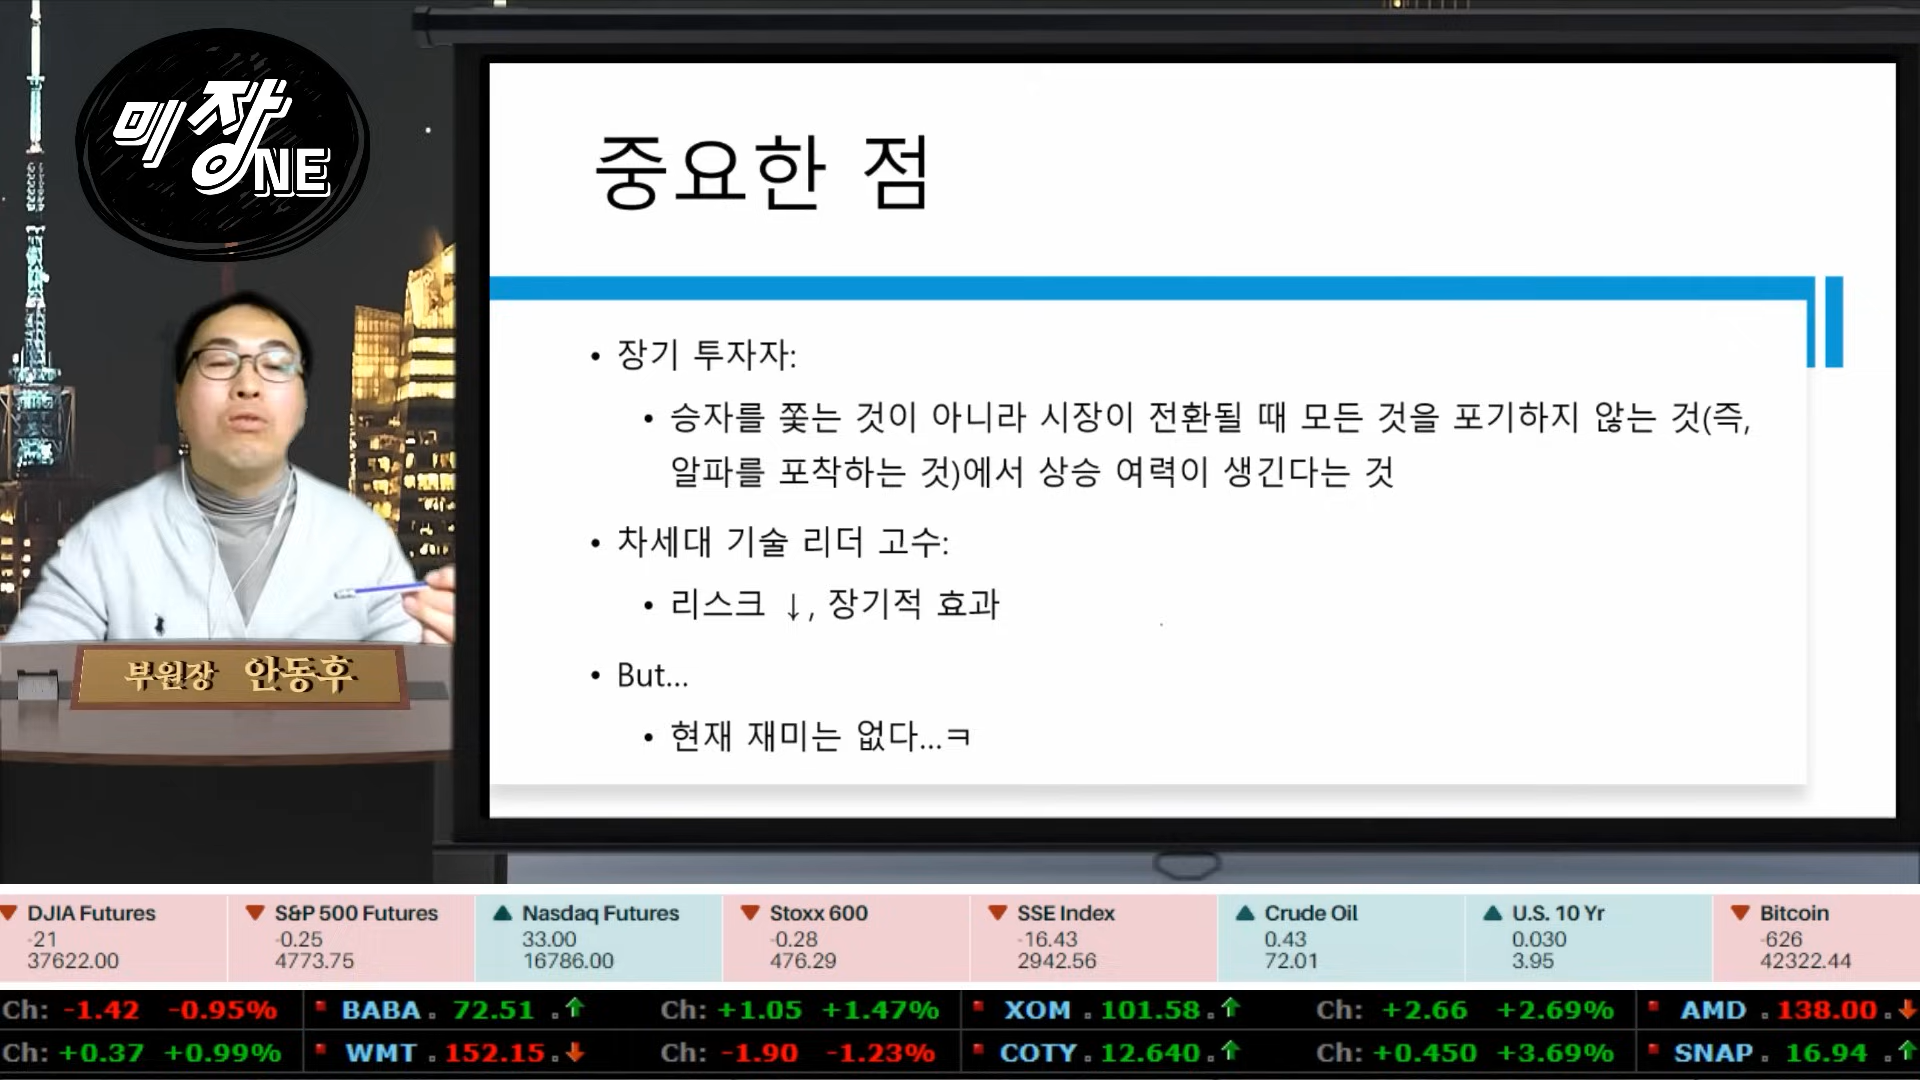 미장NE
중요한 점
• 장기 투자자:
• 승자를 쫓는 것이 아니라 시장이 전환될 때 모든 것을 포기하지 않는 것(즉,
알파를 포착하는 것)에서 상승 여력이 생긴다는 것
• 차세대 기술 리더 고수:
• 리스크 ↓, 장기적 효과
• But...
• 현재 재미는 없다...ㅋ
부원장 안동후
▼ DJIA Futures ▼ S&P 500 Futures ▲ Nasdaq Futures ▼ Stoxx 600 ▼ SSE Index ▲ Crude Oil ▲ U.S. 10 Yr ▼ Bitcoin
-21 -0.25 33.00 -0.28 -16.43 0.43 0.030 -626
37622.00 4773.75 16786.00 476.29 2942.56 72.01 3.95 42322.44
Ch: -1.42 -0.95% BABA . 72.51 . ↑ Ch: +1.05 +1.47% XOM . 101.58 . ↑ Ch: +2.66 +2.69% AMD . 138.00 . ↓
Ch: +0.37 +0.99% WMT . 152.15 . ↓ Ch: -1.90 -1.23% COTY . 12.640 . ↑ Ch: +0.450 +3.69% SNAP . 16.94 . ↑